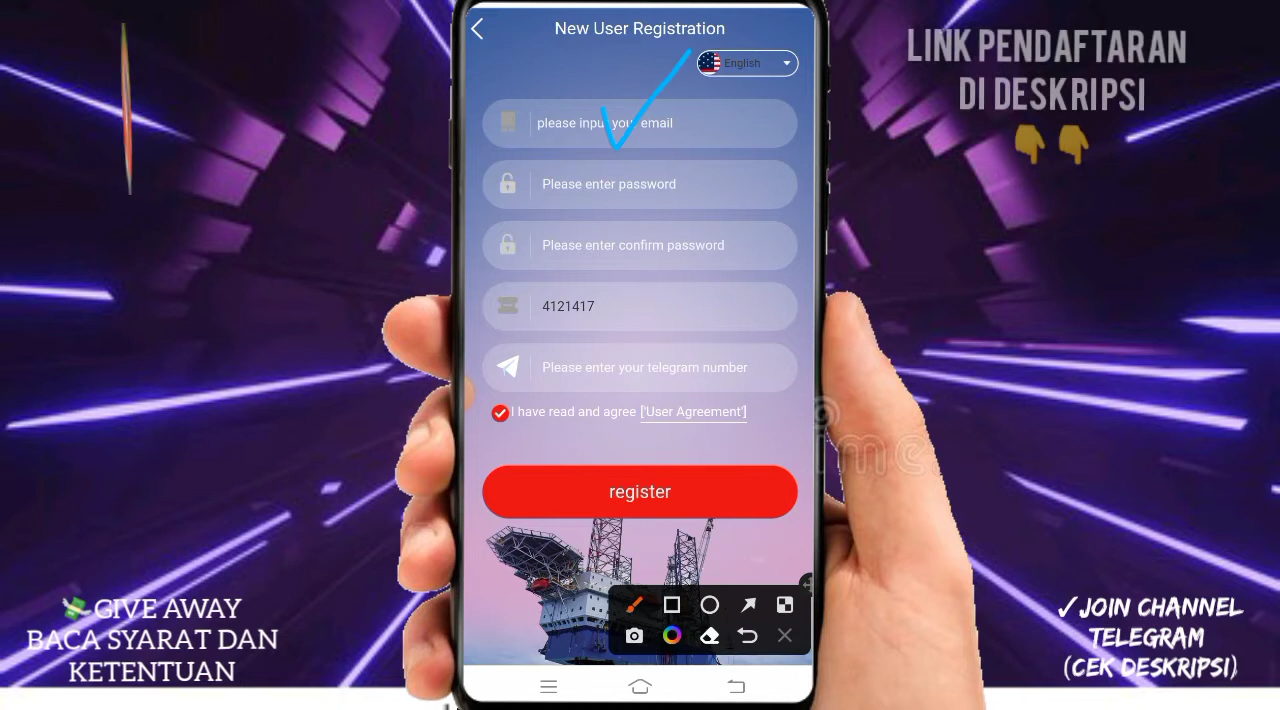 New User Registration
English
LINK PENDAFTARAN
DI DESKRIPSI
please input your email
Please enter password
Please enter confirm password
4121417
Please enter your telegram number
I have read and agree ['User Agreement']
register
GIVE AWAY
BACA SYARAT DAN
KETENTUAN
✓JOIN CHANNEL
TELEGRAM
(CEK DESKRIPSI)